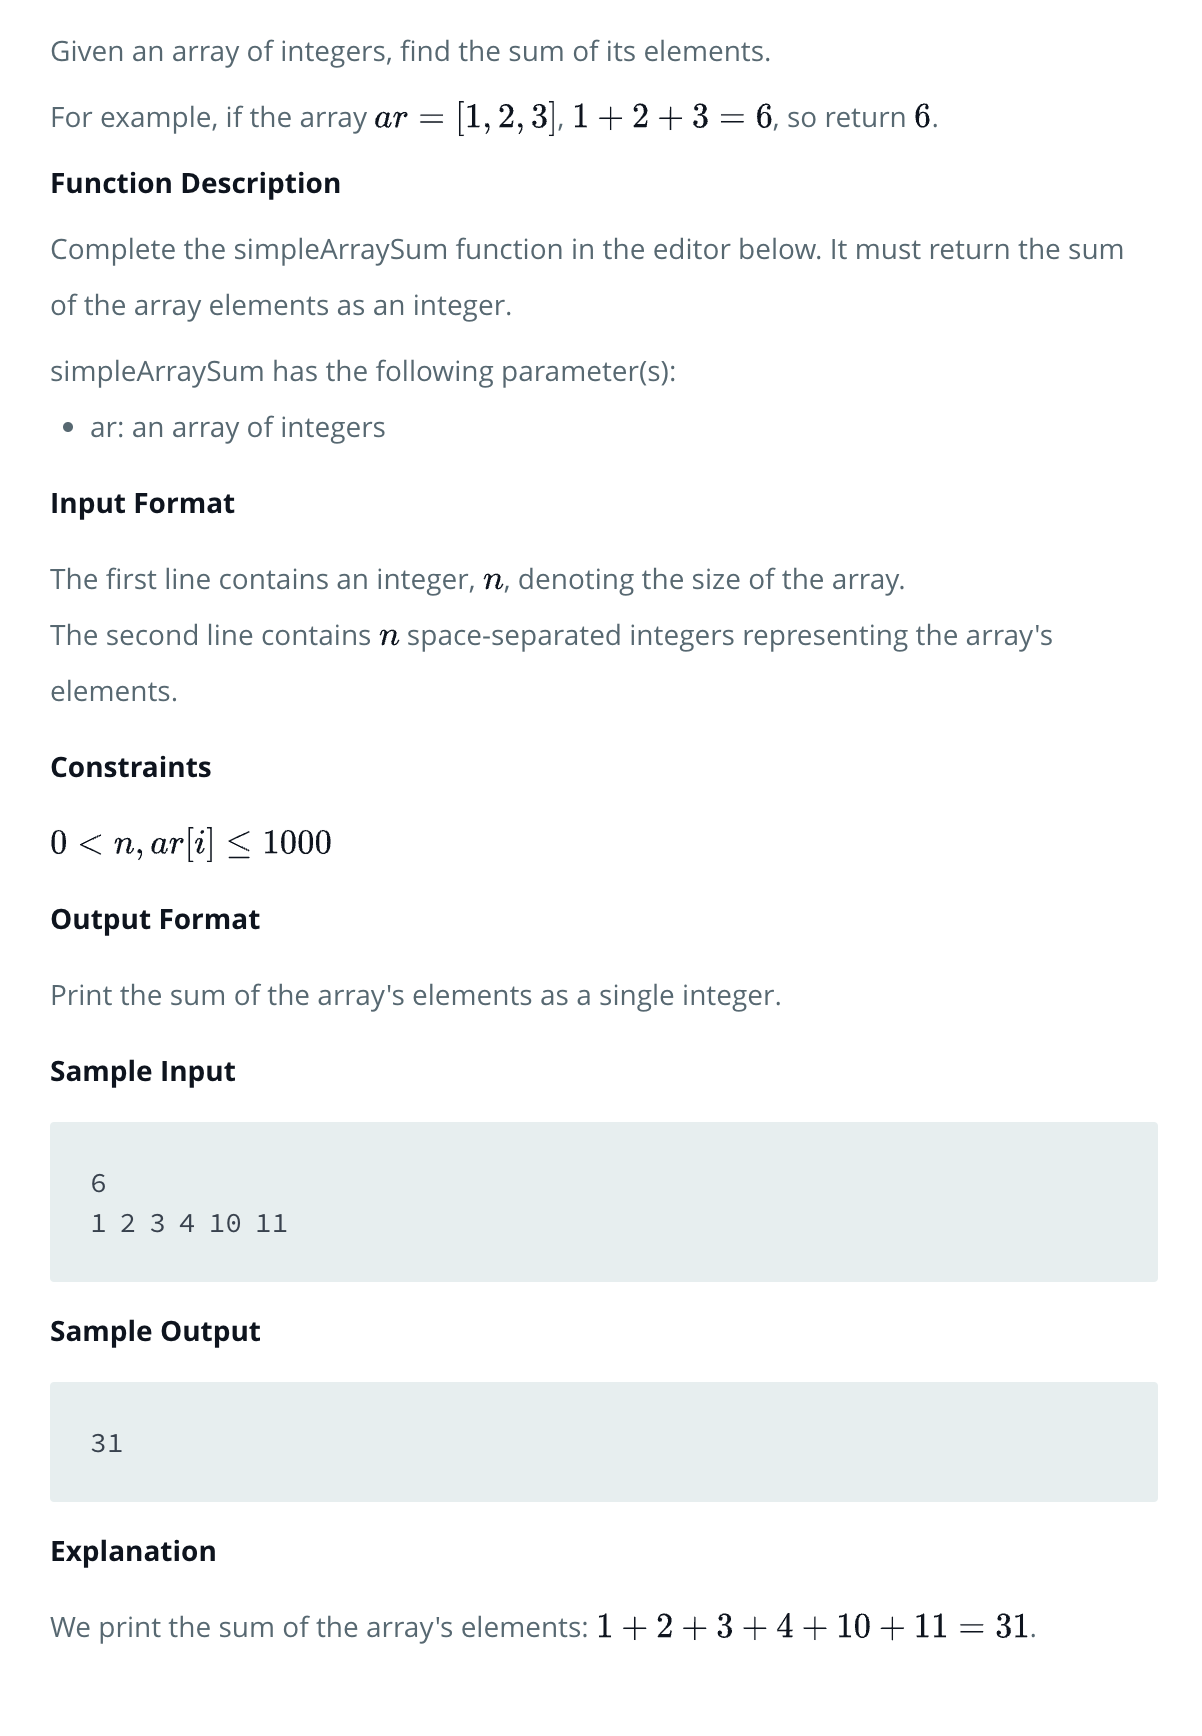 Given an array of integers, find the sum of its elements.
For example, if the array ar = [1, 2, 3], 1 + 2 + 3 = 6, so return 6.
Function Description
Complete the simpleArraySum function in the editor below. It must return the sum
of the array elements as an integer.
simpleArraySum has the following parameter(s):
• ar: an array of integers
Input Format
The first line contains an integer, n, denoting the size of the array.
The second line contains n space-separated integers representing the array's
elements.
Constraints
0 < n, ar[i] ≤ 1000
Output Format
Print the sum of the array's elements as a single integer.
Sample Input
6
1 2 3 4 10 11
Sample Output
31
Explanation
We print the sum of the array's elements: 1 + 2 + 3 + 4 + 10 + 11 = 31.